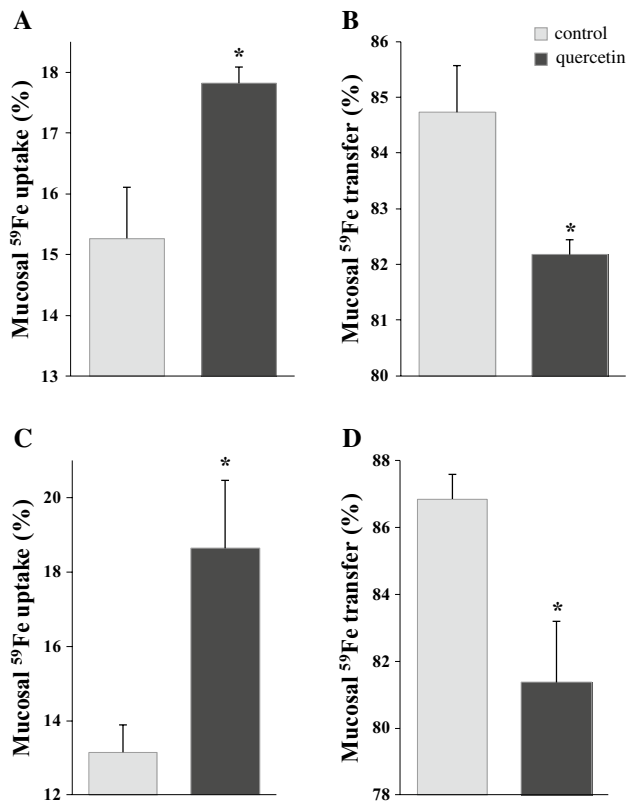 A
Mucosal ⁵⁹Fe uptake (%)
18
17
16
15
14
13
*
B
Mucosal ⁵⁹Fe transfer (%)
86
85
84
83
82
81
80
*
control
quercetin
C
Mucosal ⁵⁹Fe uptake (%)
20
18
16
14
12
*
D
Mucosal ⁵⁹Fe transfer (%)
88
86
84
82
80
78
*